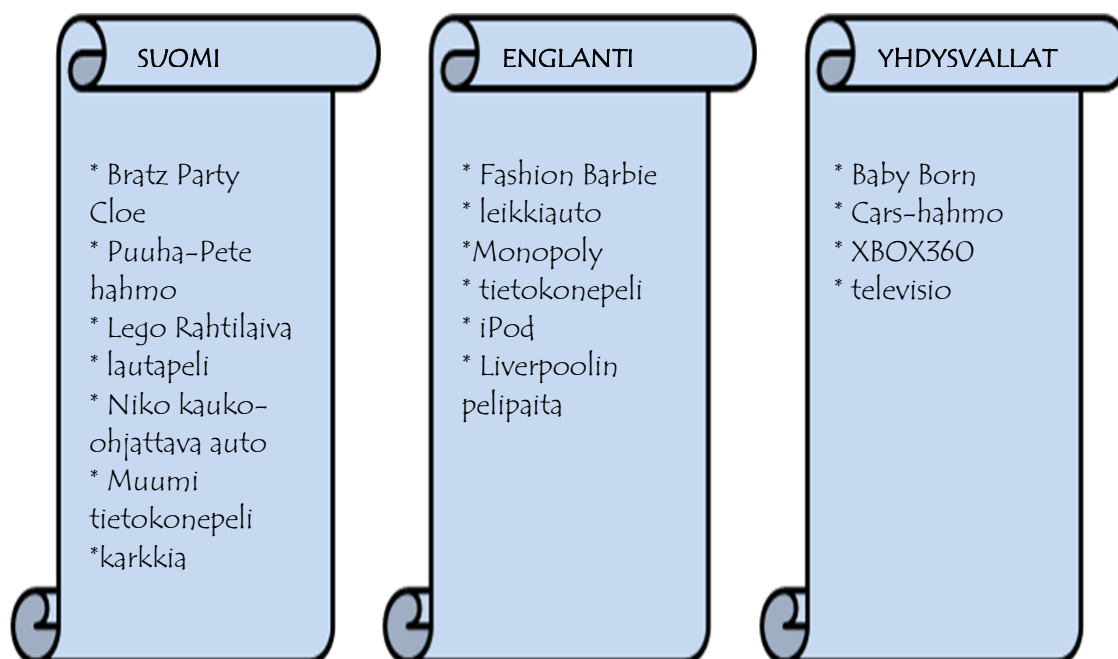 SUOMI
* Bratz Party
Cloe
* Puuha-Pete
hahmo
* Lego Rahtilaiva
* lautapeli
* Niko kauko-
ohjattava auto
* Muumi
tietokonepeli
*karkkia
ENGLANTI
* Fashion Barbie
* leikkiauto
*Monopoly
* tietokonepeli
* iPod
* Liverpoolin
pelipaita
YHDYSVALLAT
* Baby Born
* Cars-hahmo
* XBOX360
* televisio